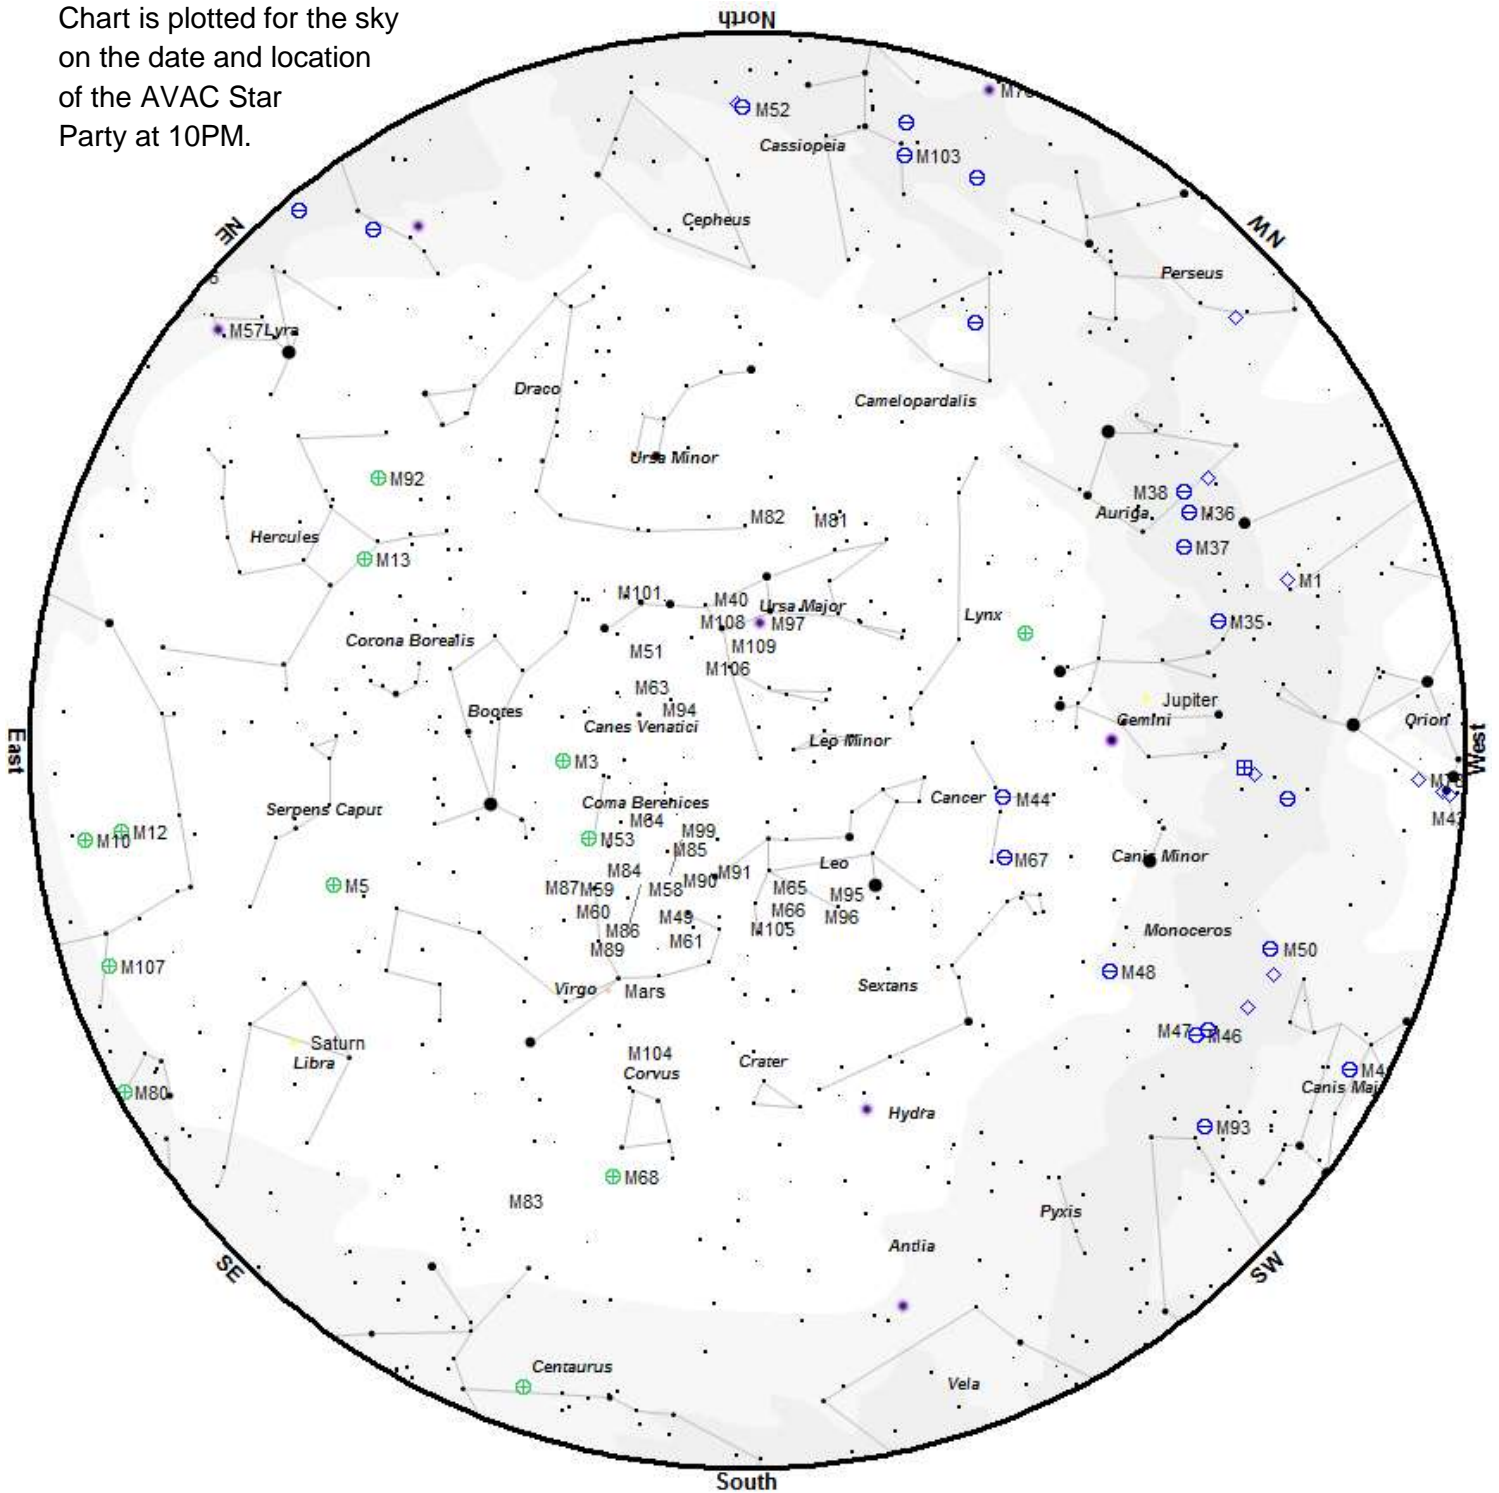 Chart is plotted for the sky
on the date and location
of the AVAC Star
Party at 10PM.
North
M52
Cassiopeia
M103
Cepheus
NE
NW
Perseus
M57
Lyra
Draco
Camelopardalis
Ursa Minor
M92
M38
M36
Auriga
M82
M81
Hercules
M37
M13
M1
M101
M40
Ursa Major
Lynx
M108
M97
M35
Corona Borealis
M51
M109
M106
M63
M94
Jupiter
Bootes
Canes Venatici
Gemini
Orion
Leo Minor
East
West
M3
Coma Berenices
Cancer
M44
Serpens Caput
M64
M10
M12
M53
M99
M85
Leo
M67
Canis Minor
M84
M91
M5
M87
M59
M58
M90
M65
M95
M60
M49
M66
M96
M86
M105
Monoceros
M89
M61
M50
M107
M48
Virgo
Mars
Sextans
Saturn
Libra
M47
M46
M104
Corvus
Crater
Canis Maj
M80
Hydra
M93
M68
M83
Pyxis
Antlia
SE
SW
Centaurus
Vela
South